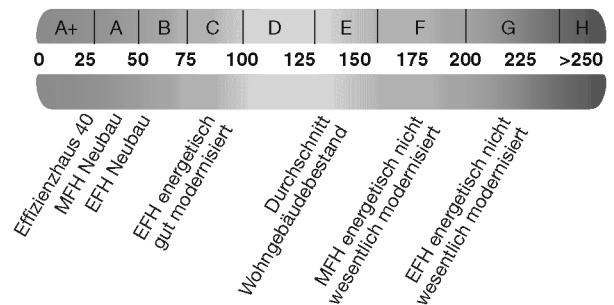 A+ A B C D E F G H
0 25 50 75 100 125 150 175 200 225 >250
Effizienzhaus 40
MFH Neubau
EFH Neubau
EFH energetisch
gut modernisiert
Durchschnitt
Wohngebäudebestand
MFH energetisch nicht
wesentlich modernisiert
EFH energetisch nicht
wesentlich modernisiert